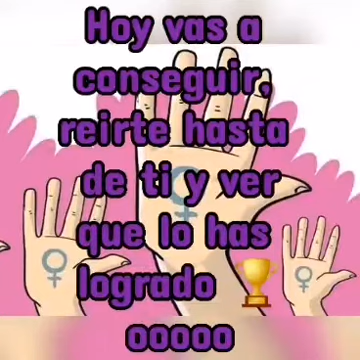 Hoy vas a
conseguir,
reirte hasta
de ti y ver
que lo has
logrado 🏆
ooooo